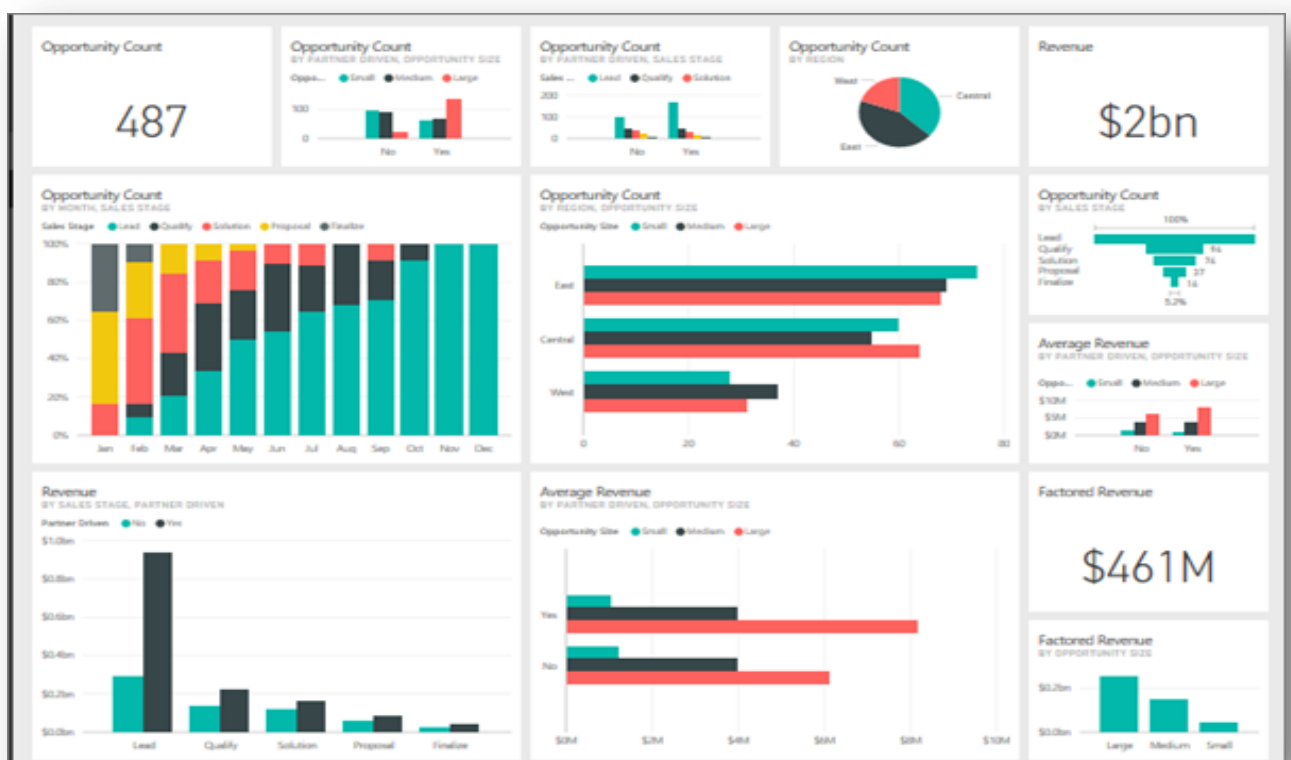 Opportunity Count
487
Opportunity Count
BY PARTNER DRIVEN, OPPORTUNITY SIZE
Oppo... Small Medium Large
100
0
No Yes
Opportunity Count
BY PARTNER DRIVEN, SALES STAGE
Sales ... Lead Qualify Solution
200
100
0
No Yes
Opportunity Count
BY REGION
West
Central
East
Revenue
$2bn
Opportunity Count
BY MONTH, SALES STAGE
Sales Stage Lead Qualify Solution Proposal Finalize
100%
80%
60%
40%
20%
0%
Jan Feb Mar Apr May Jun Jul Aug Sep Oct Nov Dec
Opportunity Count
BY REGION, OPPORTUNITY SIZE
Opportunity Size Small Medium Large
East
Central
West
0 20 40 60 80
Opportunity Count
BY SALES STAGE
100%
Lead
Qualify 94
Solution 76
Proposal 37
Finalize 16
5.2%
Average Revenue
BY PARTNER DRIVEN, OPPORTUNITY SIZE
Oppo... Small Medium Large
$10M
$5M
$0M
No Yes
Revenue
BY SALES STAGE, PARTNER DRIVEN
Partner Driven No Yes
$1.0bn
$0.8bn
$0.6bn
$0.4bn
$0.2bn
$0.0bn
Lead Qualify Solution Proposal Finalize
Average Revenue
BY PARTNER DRIVEN, OPPORTUNITY SIZE
Opportunity Size Small Medium Large
Yes
No
$0M $2M $4M $6M $8M $10M
Factored Revenue
$461M
Factored Revenue
BY OPPORTUNITY SIZE
$0.2bn
$0.0bn
Large Medium Small